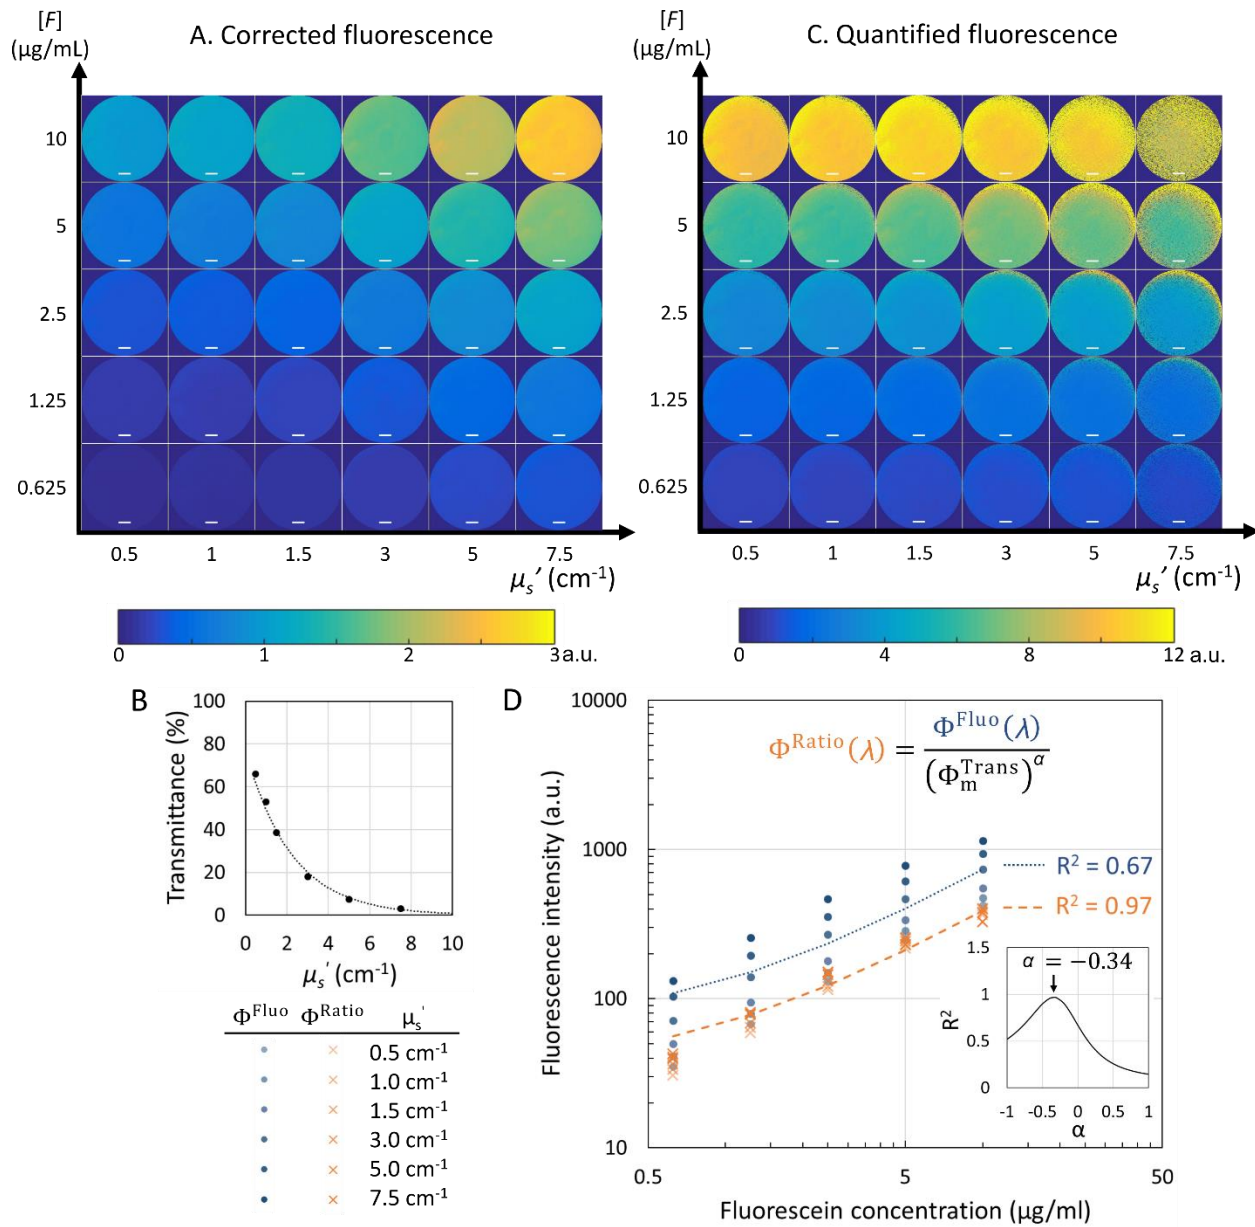 [F]
(µg/mL)
A. Corrected fluorescence
10
5
2.5
1.25
0.625
0.5 1 1.5 3 5 7.5
µs′ (cm-1)
0 1 2 3 a.u.
[F]
(µg/mL)
C. Quantified fluorescence
10
5
2.5
1.25
0.625
0.5 1 1.5 3 5 7.5
µs′ (cm-1)
0 4 8 12 a.u.
B
Transmittance (%)
100
80
60
40
20
0
0 2 4 6 8 10
µs′ (cm-1)
ΦFluo ΦRatio µs′
0.5 cm-1
1.0 cm-1
1.5 cm-1
3.0 cm-1
5.0 cm-1
7.5 cm-1
D
Fluorescence intensity (a.u.)
10000
1000
100
10
ΦRatio(λ) = ΦFluo(λ)
(ΦmTrans)α
R2 = 0.67
R2 = 0.97
α = −0.34
R2
1.5
1
0.5
0
-1 -0.5 0 0.5 1
α
0.5 5 50
Fluorescein concentration (µg/ml)